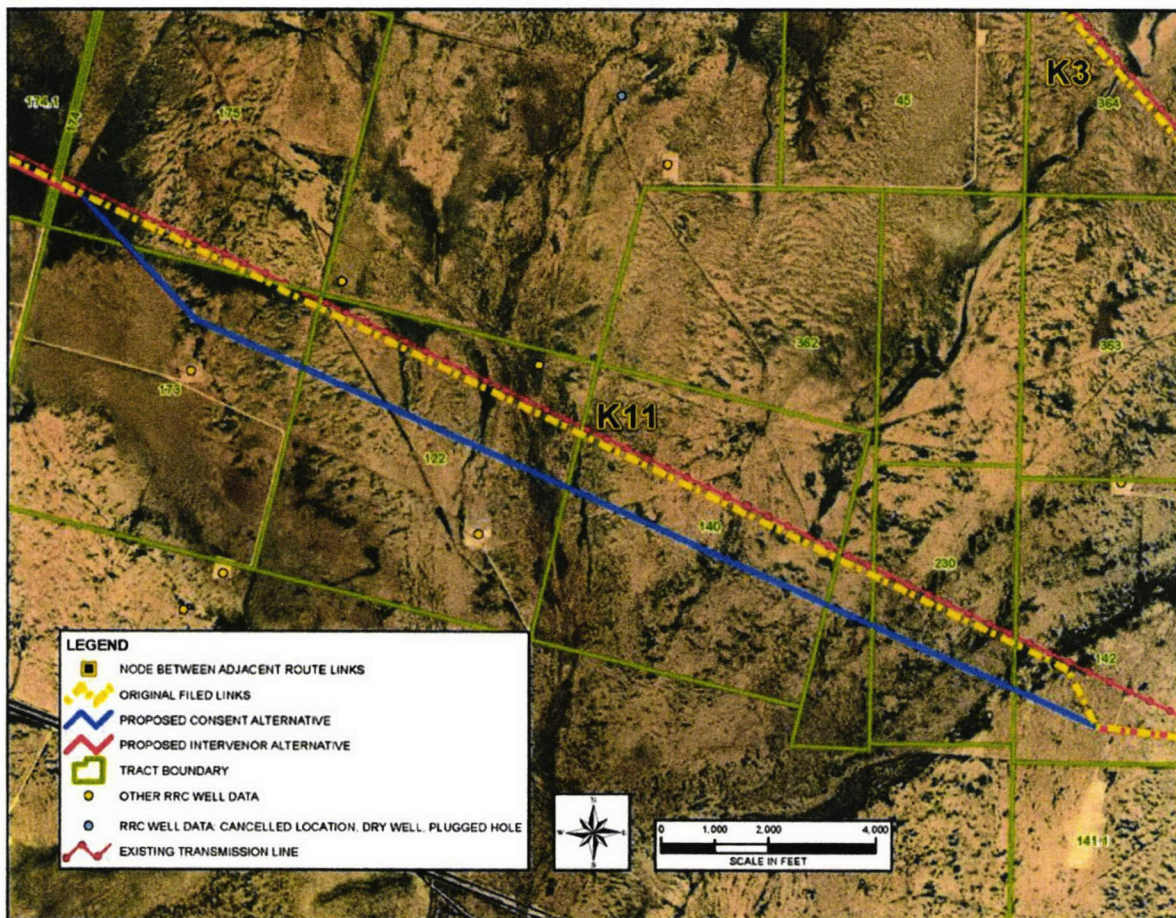 K3
174.1
174
175
45
364
362
363
K11
173
122
140
230
142
LEGEND
NODE BETWEEN ADJACENT ROUTE LINKS
ORIGINAL FILED LINKS
PROPOSED CONSENT ALTERNATIVE
PROPOSED INTERVENOR ALTERNATIVE
TRACT BOUNDARY
OTHER RRC WELL DATA
RRC WELL DATA: CANCELLED LOCATION, DRY WELL, PLUGGED HOLE
EXISTING TRANSMISSION LINE
N
W E
S
0 1,000 2,000 4,000
SCALE IN FEET
141.1